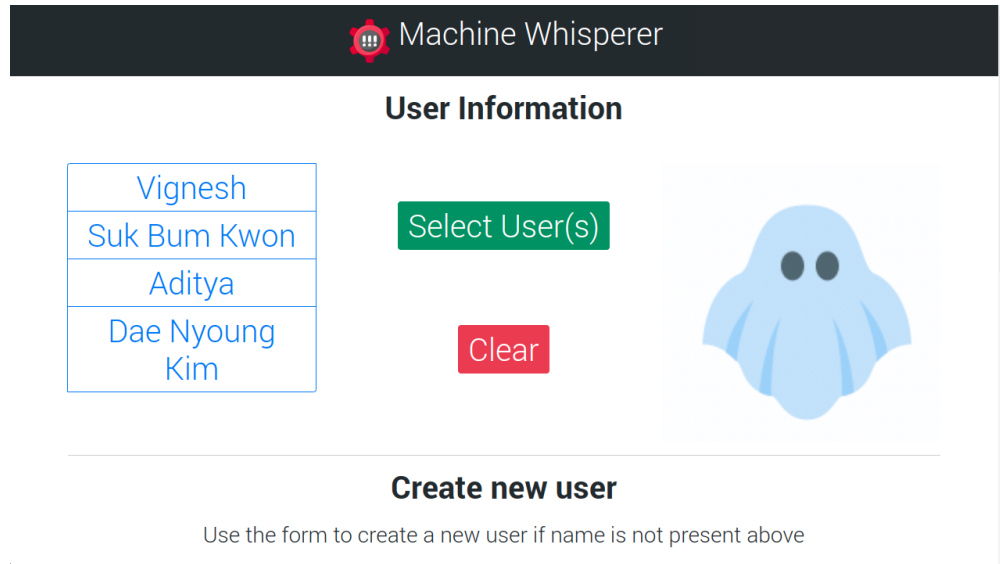 Machine Whisperer
User Information
Vignesh
Suk Bum Kwon
Aditya
Dae Nyoung
Kim
Select User(s)
Clear
Create new user
Use the form to create a new user if name is not present above